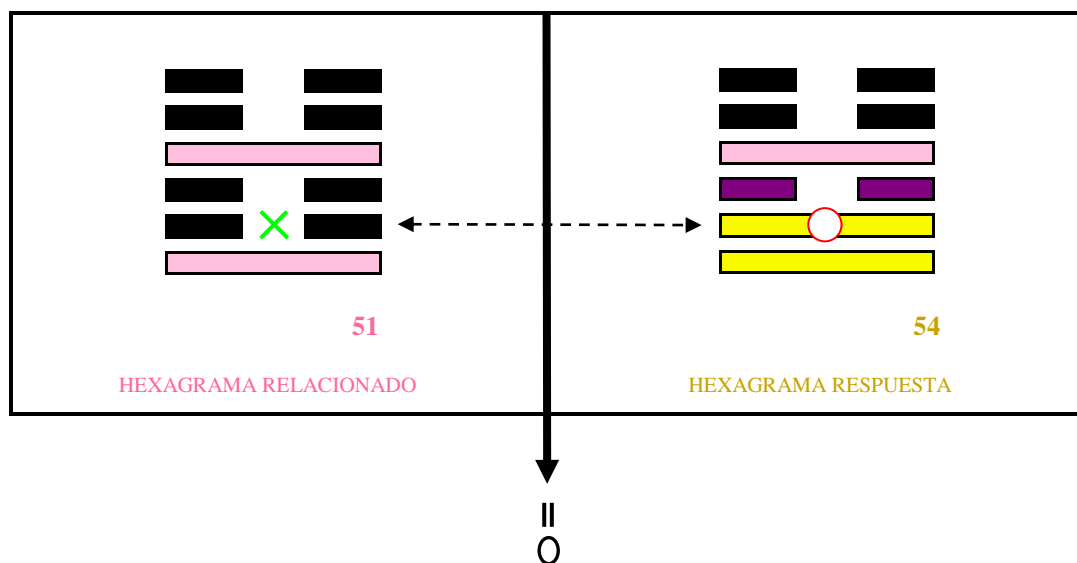 51
HEXAGRAMA RELACIONADO
54
HEXAGRAMA RESPUESTA
=
O